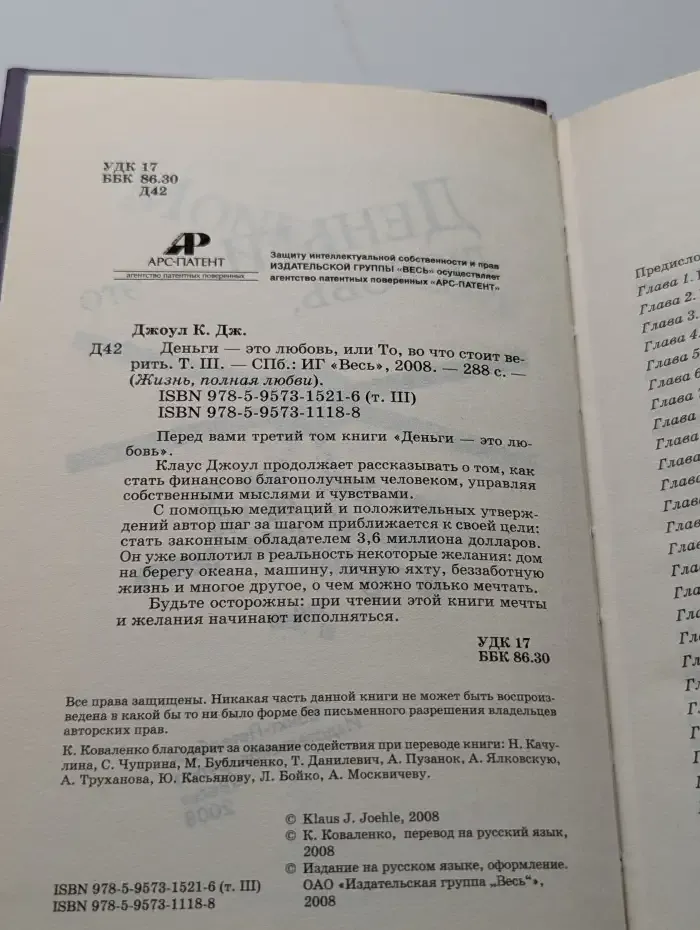 УДК 17
ББК 86.30
Д42
АР
АРС-ПАТЕНТ
агентство патентных поверенных
Защиту интеллектуальной собственности и прав
ИЗДАТЕЛЬСКОЙ ГРУППЫ «ВЕСЬ» осуществляет
агентство патентных поверенных «АРС-ПАТЕНТ»
Джоул К. Дж.
Д42 Деньги — это любовь, или То, во что стоит ве-
рить. Т. III. — СПб.: ИГ «Весь», 2008. — 288 с. —
(Жизнь, полная любви).
ISBN 978-5-9573-1521-6 (т. III)
ISBN 978-5-9573-1118-8
Перед вами третий том книги «Деньги — это лю-
бовь».
Клаус Джоул продолжает рассказывать о том, как
стать финансово благополучным человеком, управляя
собственными мыслями и чувствами.
С помощью медитаций и положительных утверж-
дений автор шаг за шагом приближается к своей цели:
стать законным обладателем 3,6 миллиона долларов.
Он уже воплотил в реальность некоторые желания: дом
на берегу океана, машину, личную яхту, беззаботную
жизнь и многое другое, о чем можно только мечтать.
Будьте осторожны: при чтении этой книги мечты
и желания начинают исполняться.
УДК 17
ББК 86.30
Все права защищены. Никакая часть данной книги не может быть воспроиз-
ведена в какой бы то ни было форме без письменного разрешения владельцев
авторских прав.
К. Коваленко благодарит за оказание содействия при переводе книги: Н. Качу-
лина, С. Чуприна, М. Бубличенко, Т. Данилевич, А. Пузанок, А. Ялковскую,
А. Труханова, Ю. Касьянову, Л. Бойко, А. Москвичеву.
© Klaus J. Joehle, 2008
© К. Коваленко, перевод на русский язык,
2008
© Издание на русском языке, оформление.
ОАО «Издательская группа „Весь“»,
2008
ISBN 978-5-9573-1521-6 (т. III)
ISBN 978-5-9573-1118-8
Глава 1.
Глава 2.
Глава 3.
Глава 4.
Глава 5
Глава 6
Глава
Глава
Глава
Глава
Глава
Глава
Глава